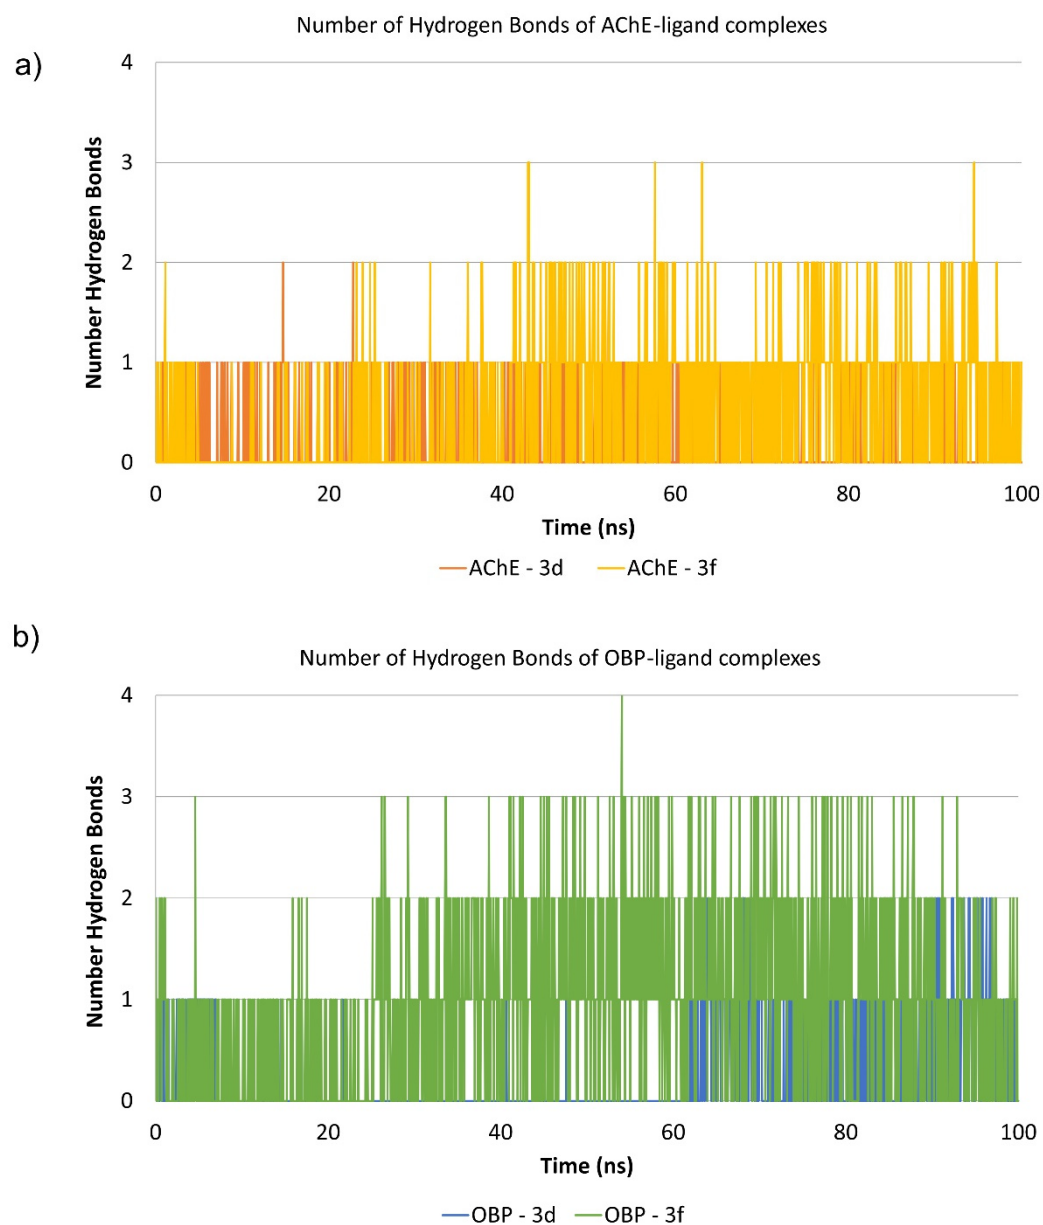 Number of Hydrogen Bonds of AChE-ligand complexes
a)
4
3
2
1
0
Number Hydrogen Bonds
0 20 40 60 80 100
Time (ns)
AChE - 3d AChE - 3f
b)
Number of Hydrogen Bonds of OBP-ligand complexes
4
3
2
1
0
Number Hydrogen Bonds
0 20 40 60 80 100
Time (ns)
OBP - 3d OBP - 3f